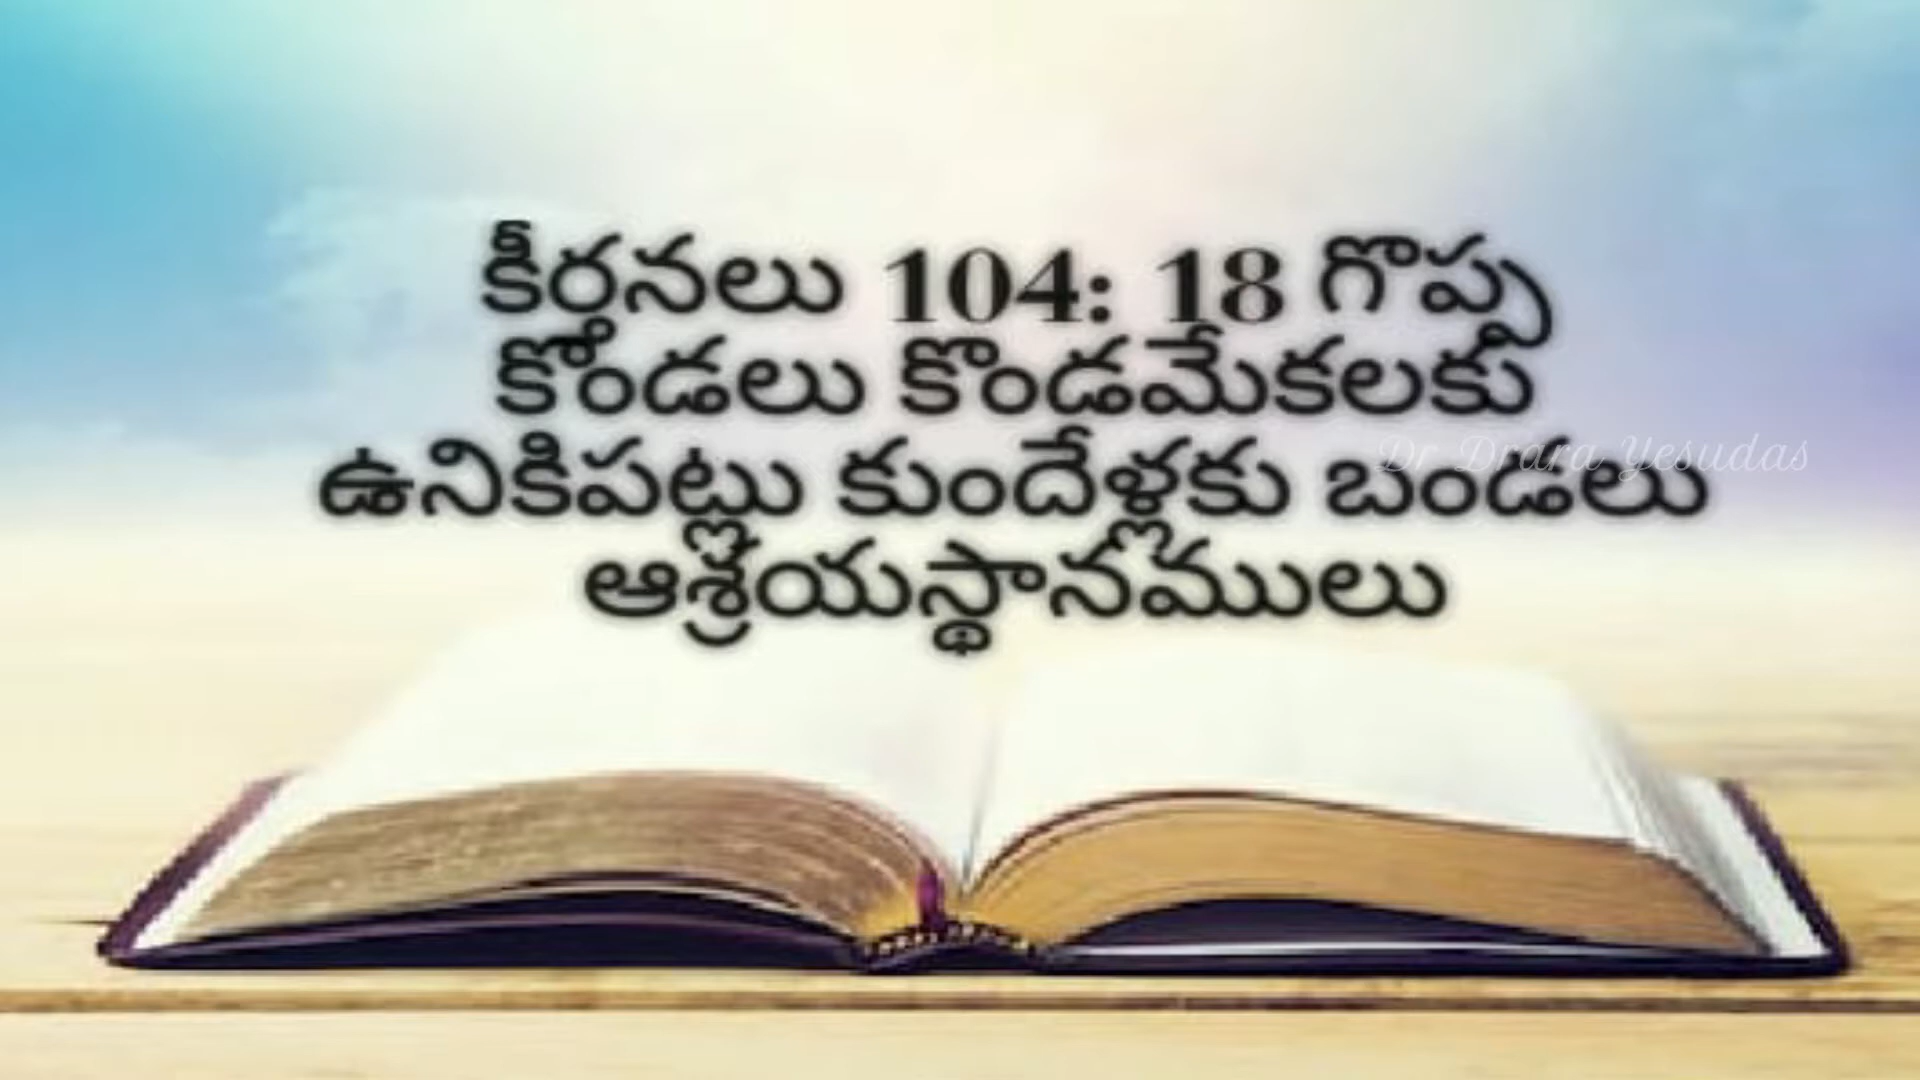 కీర్తనలు 104: 18 గొప్ప
కోండలు కొండమేకలకు
ఉనికిపట్లు కుందేళ్లకు బండలు
ఆశ్రయస్థానములు
Dr Drara Yesudas